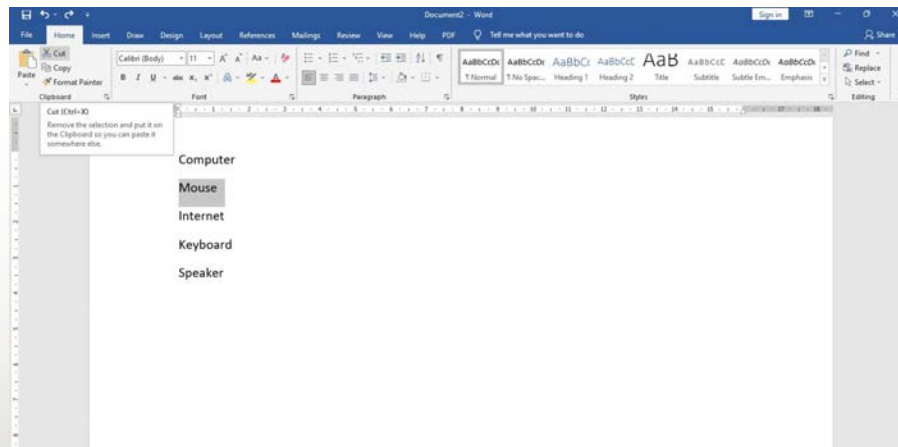 Document2 - Word
Sign in
File Home Insert Draw Design Layout References Mailings Review View Help PDF Tell me what you want to do Share
Paste
Cut
Copy
Format Painter
Clipboard
Calibri (Body) 11
Font
Paragraph
AaBbCcDc AaBbCcDc AaBbCc AaBbCcC AaB AaBbCcC AaBbCcDc AaBbCcDc
¶ Normal ¶ No Spac... Heading 1 Heading 2 Title Subtitle Subtle Em... Emphasis
Styles
Find
Replace
Select
Editing
Cut (Ctrl+X)
Remove the selection and put it on
the Clipboard so you can paste it
somewhere else.
Computer
Mouse
Internet
Keyboard
Speaker